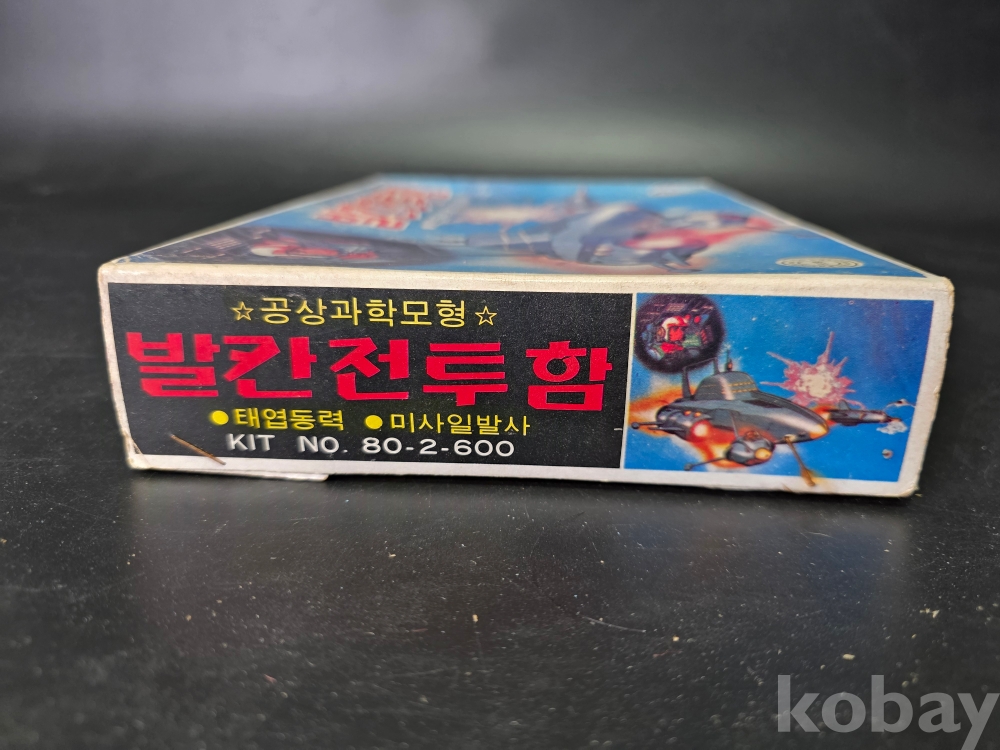 ☆공상과학모형☆
발칸전투함
●태엽동력 ●미사일발사
KIT NO. 80-2-600
kobay